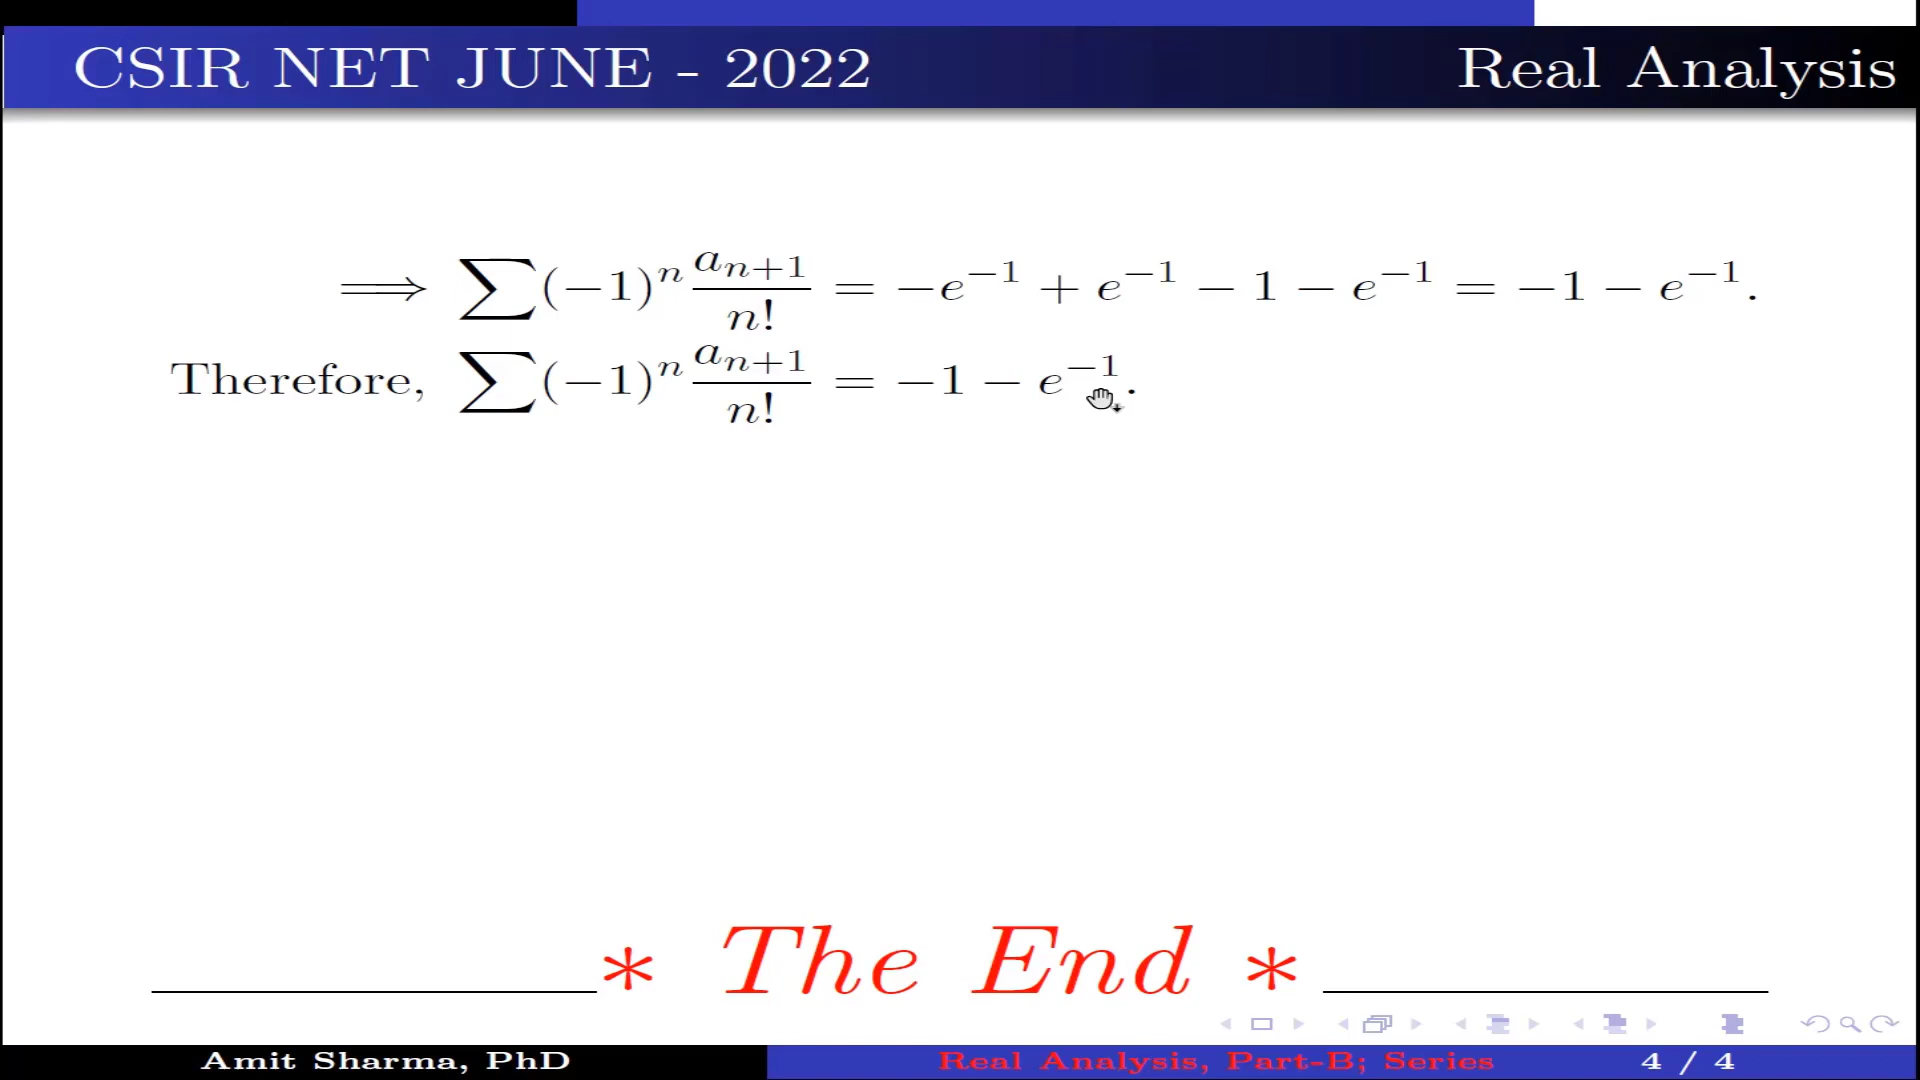 CSIR NET JUNE - 2022 Real Analysis
⟹ ∑(−1)ⁿ aₙ₊₁/n! = −e⁻¹ + e⁻¹ − 1 − e⁻¹ = −1 − e⁻¹.
Therefore, ∑(−1)ⁿ aₙ₊₁/n! = −1 − e⁻¹.
* The End *
Amit Sharma, PhD Real Analysis, Part-B; Series 4 / 4